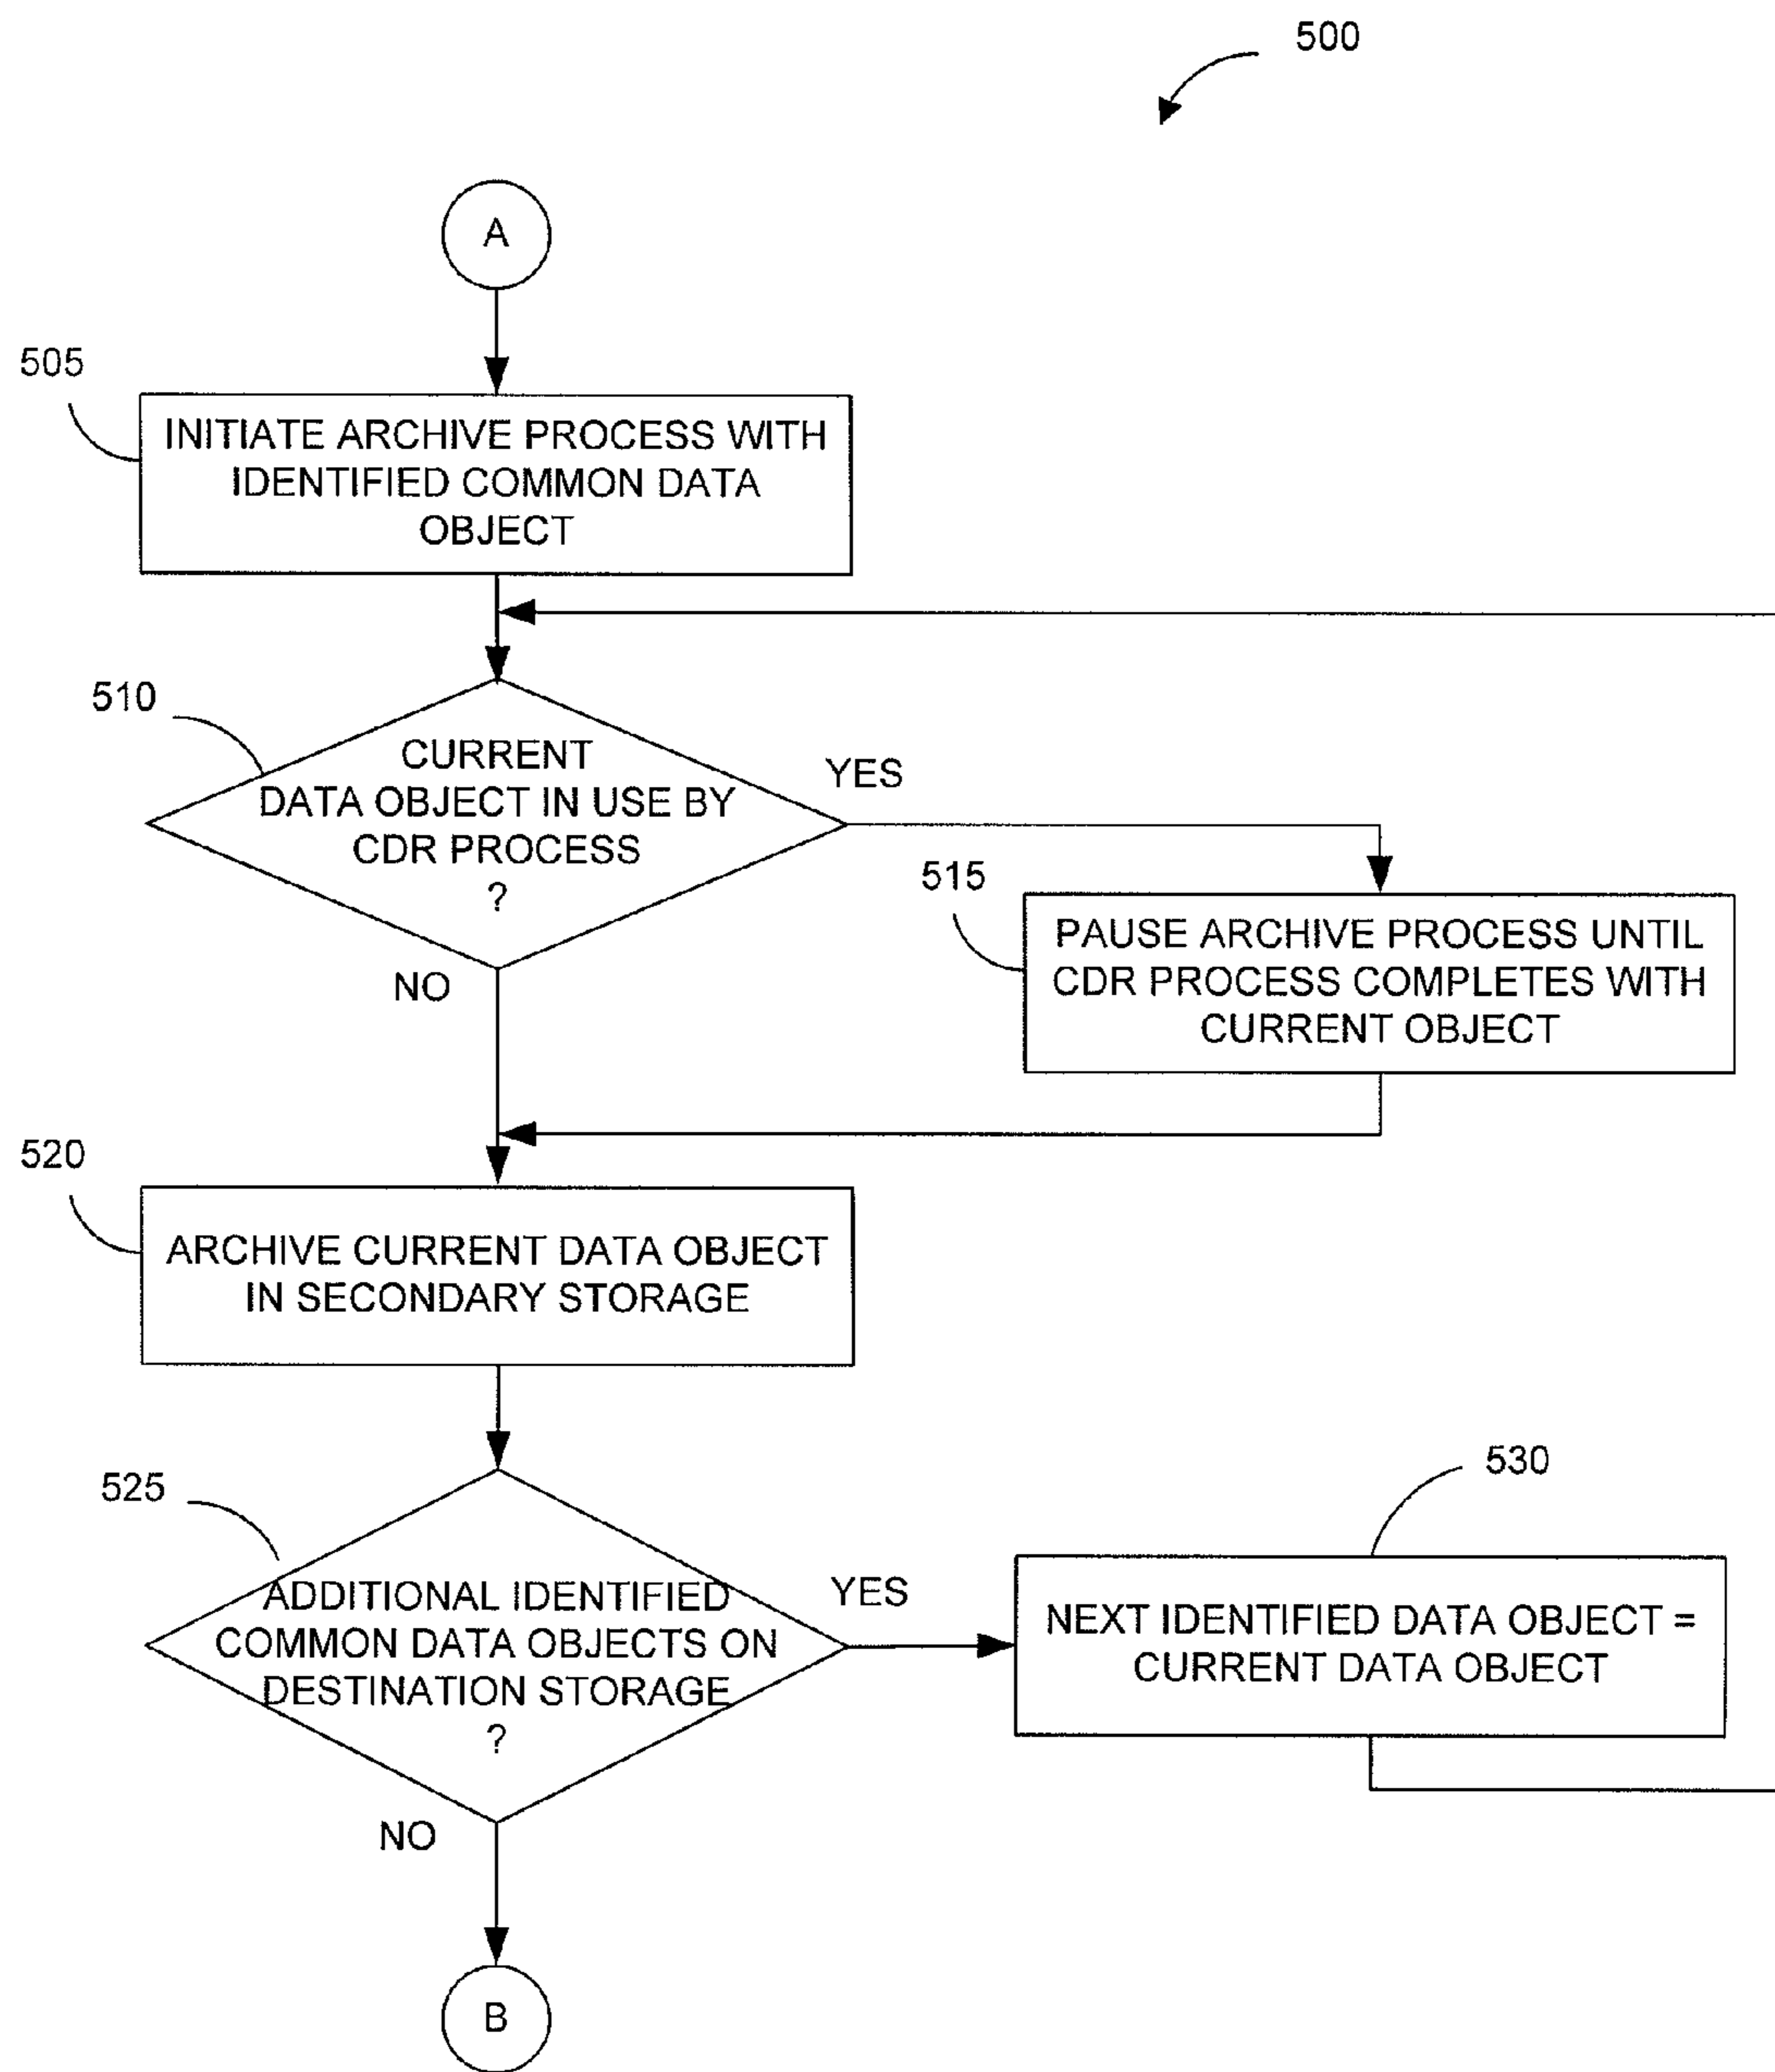 500
A
505
INITIATE ARCHIVE PROCESS WITH
IDENTIFIED COMMON DATA
OBJECT
510
CURRENT
DATA OBJECT IN USE BY
CDR PROCESS
?
YES
NO
515
PAUSE ARCHIVE PROCESS UNTIL
CDR PROCESS COMPLETES WITH
CURRENT OBJECT
520
ARCHIVE CURRENT DATA OBJECT
IN SECONDARY STORAGE
525
ADDITIONAL IDENTIFIED
COMMON DATA OBJECTS ON
DESTINATION STORAGE
?
YES
NO
530
NEXT IDENTIFIED DATA OBJECT =
CURRENT DATA OBJECT
B